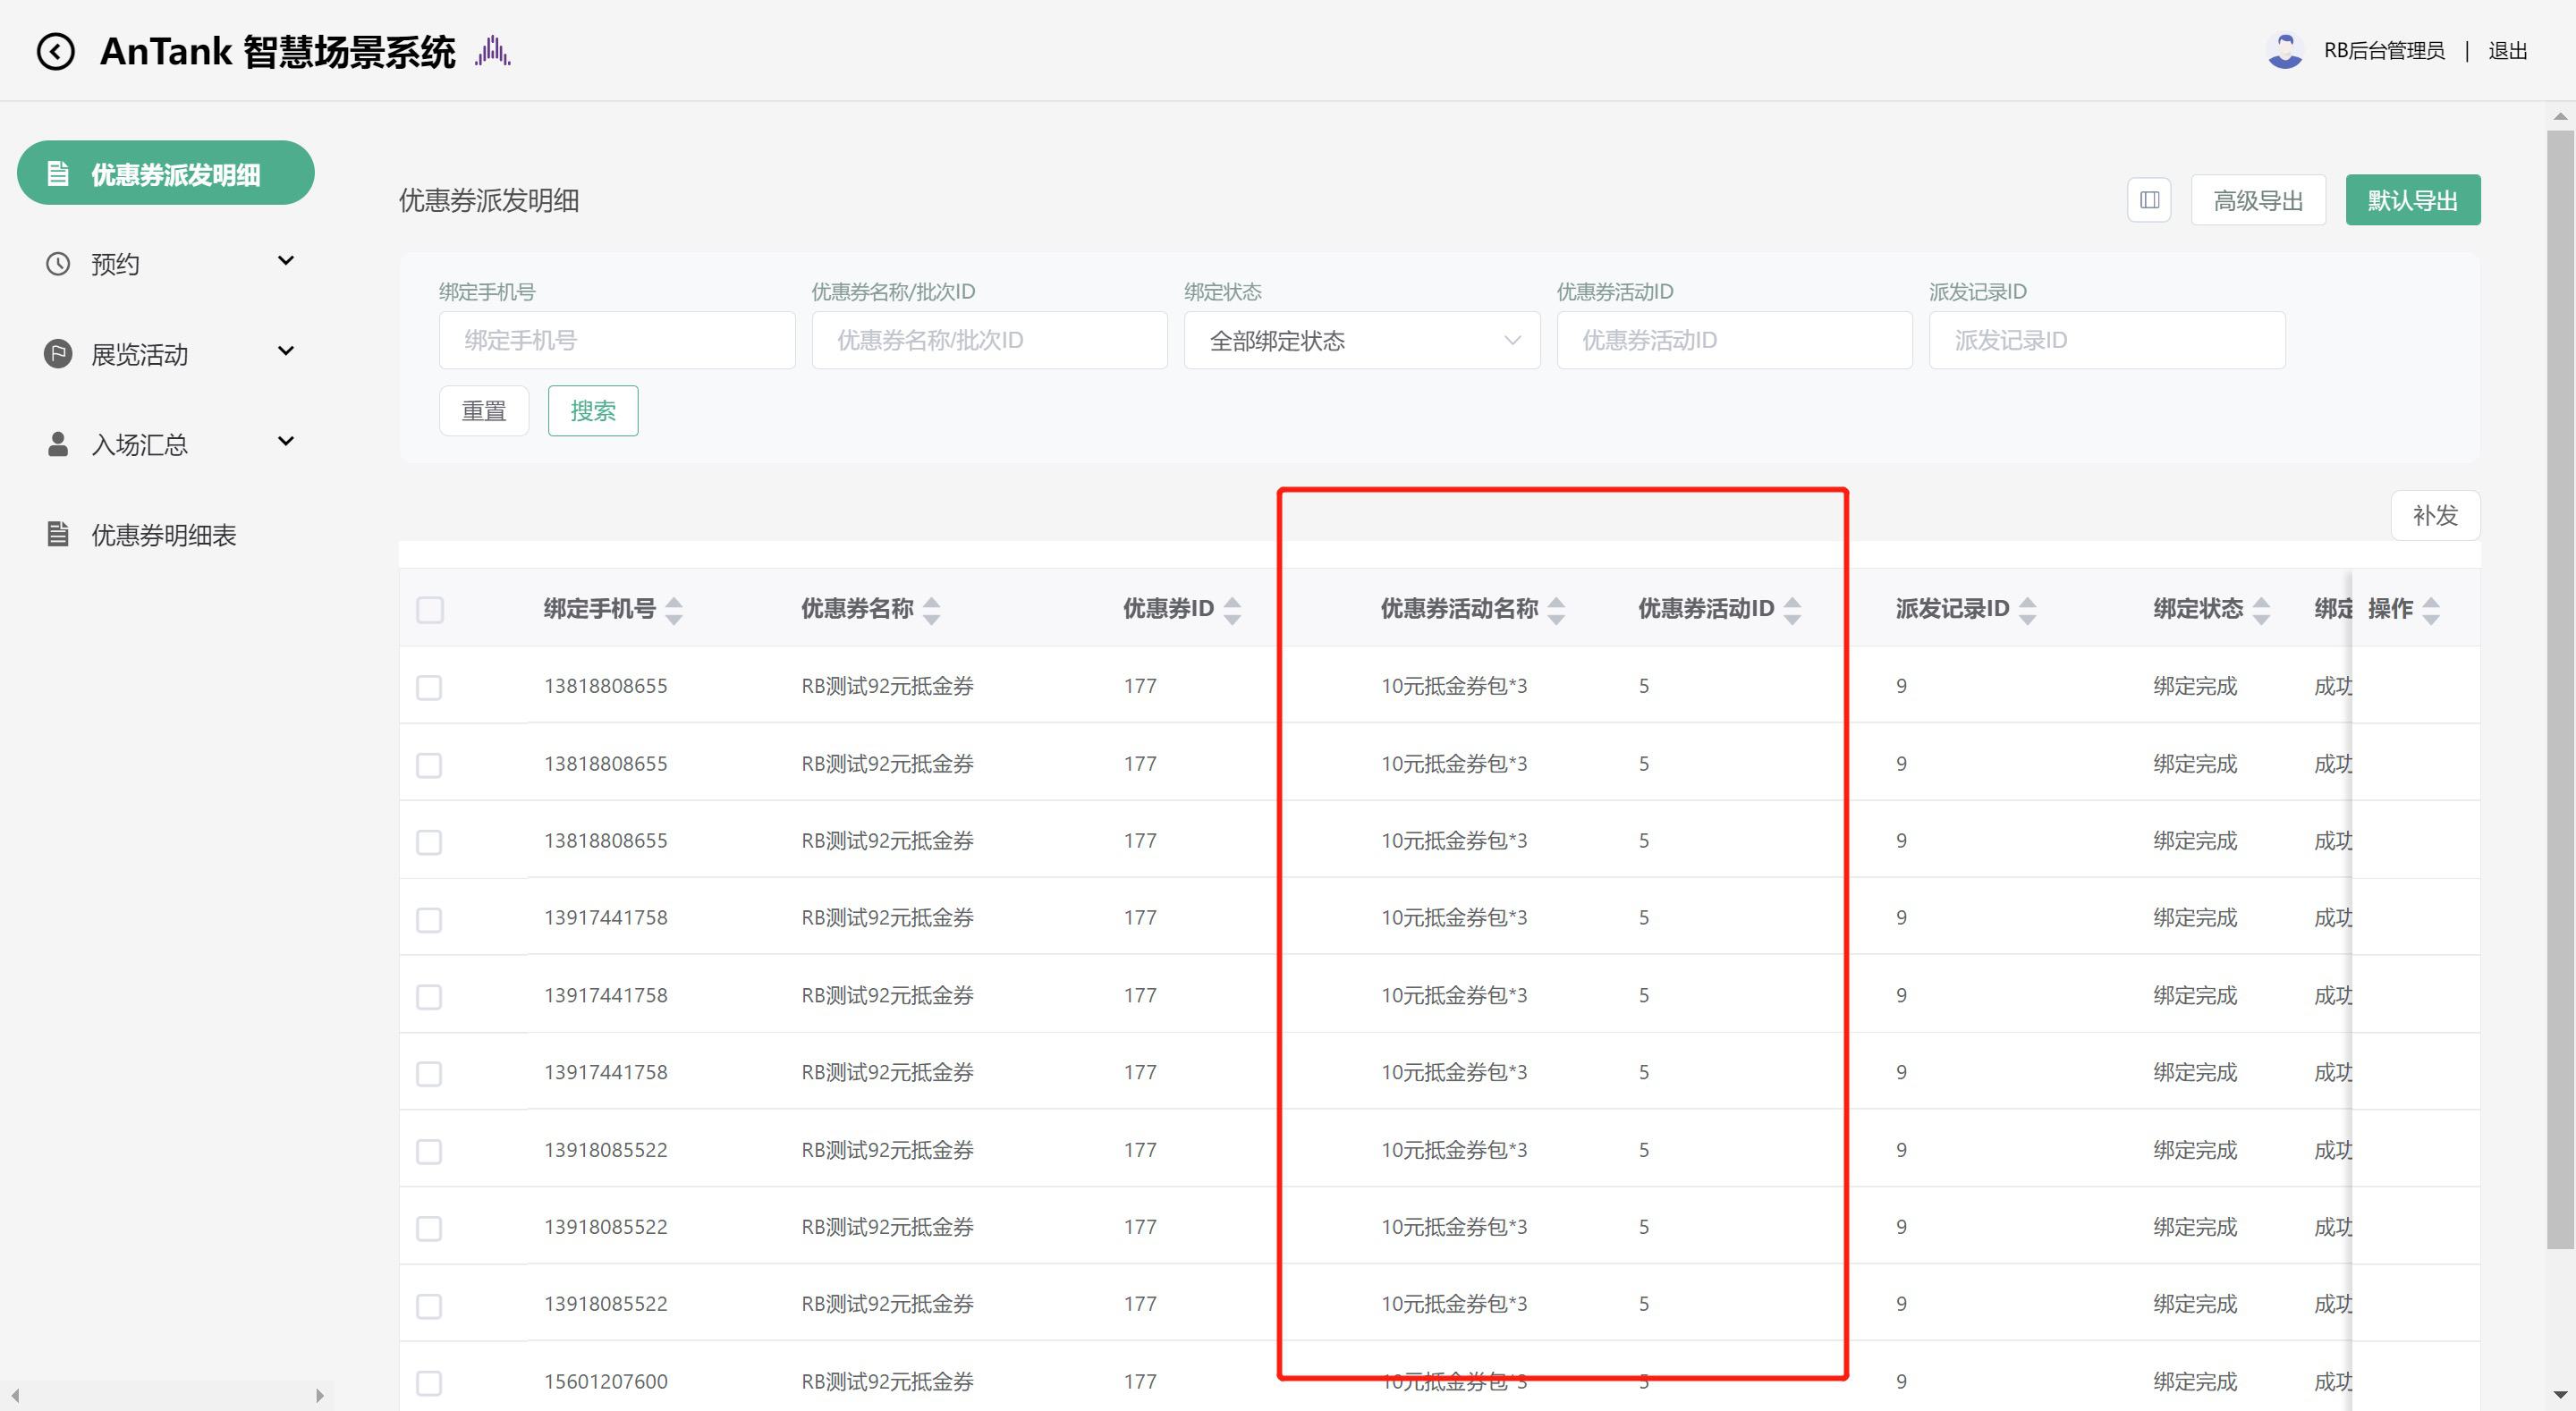 AnTank 智慧场景系统
RB后台管理员 | 退出
优惠券派发明细
预约
展览活动
入场汇总
优惠券明细表
优惠券派发明细
高级导出 默认导出
绑定手机号 优惠券名称/批次ID 绑定状态 优惠券活动ID 派发记录ID
绑定手机号 优惠券名称/批次ID 全部绑定状态 优惠券活动ID 派发记录ID
重置 搜索
补发
绑定手机号 优惠券名称 优惠券ID 优惠券活动名称 优惠券活动ID 派发记录ID 绑定状态 绑定 操作
13818808655 RB测试92元抵金券 177 10元抵金券包*3 5 9 绑定完成 成功
13818808655 RB测试92元抵金券 177 10元抵金券包*3 5 9 绑定完成 成功
13818808655 RB测试92元抵金券 177 10元抵金券包*3 5 9 绑定完成 成功
13917441758 RB测试92元抵金券 177 10元抵金券包*3 5 9 绑定完成 成功
13917441758 RB测试92元抵金券 177 10元抵金券包*3 5 9 绑定完成 成功
13917441758 RB测试92元抵金券 177 10元抵金券包*3 5 9 绑定完成 成功
13918085522 RB测试92元抵金券 177 10元抵金券包*3 5 9 绑定完成 成功
13918085522 RB测试92元抵金券 177 10元抵金券包*3 5 9 绑定完成 成功
13918085522 RB测试92元抵金券 177 10元抵金券包*3 5 9 绑定完成 成功
15601207600 RB测试92元抵金券 177 10元抵金券包*3 5 9 绑定完成 成功